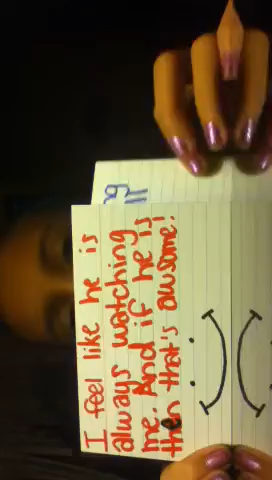 I feel like he is
always watching
me. And if he is
then that's awsome!